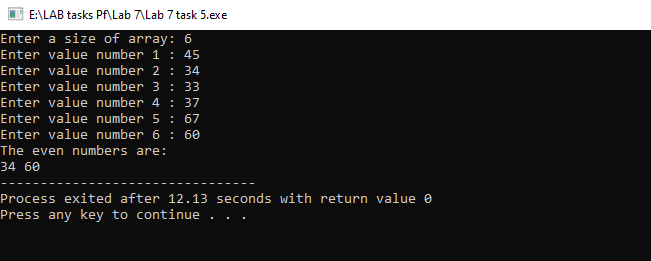 E:\LAB tasks Pf\Lab 7\Lab 7 task 5.exe
Enter a size of array: 6
Enter value number 1 : 45
Enter value number 2 : 34
Enter value number 3 : 33
Enter value number 4 : 37
Enter value number 5 : 67
Enter value number 6 : 60
The even numbers are:
34 60
--------------------------------
Process exited after 12.13 seconds with return value 0
Press any key to continue . . .